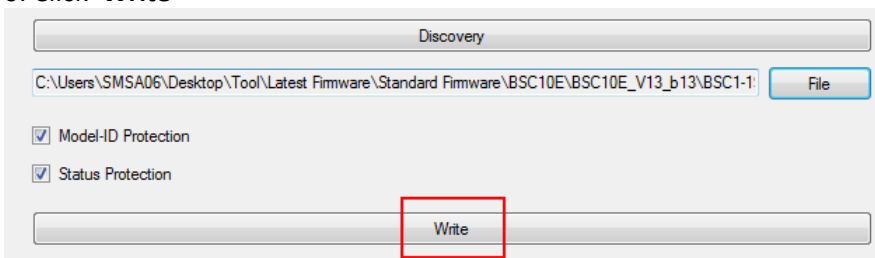 Discovery
C:\Users\SMSA06\Desktop\Tool\Latest Firmware\Standard Firmware\BSC10E\BSC10E_V13_b13\BSC1-1 File
Model-ID Protection
Status Protection
Write